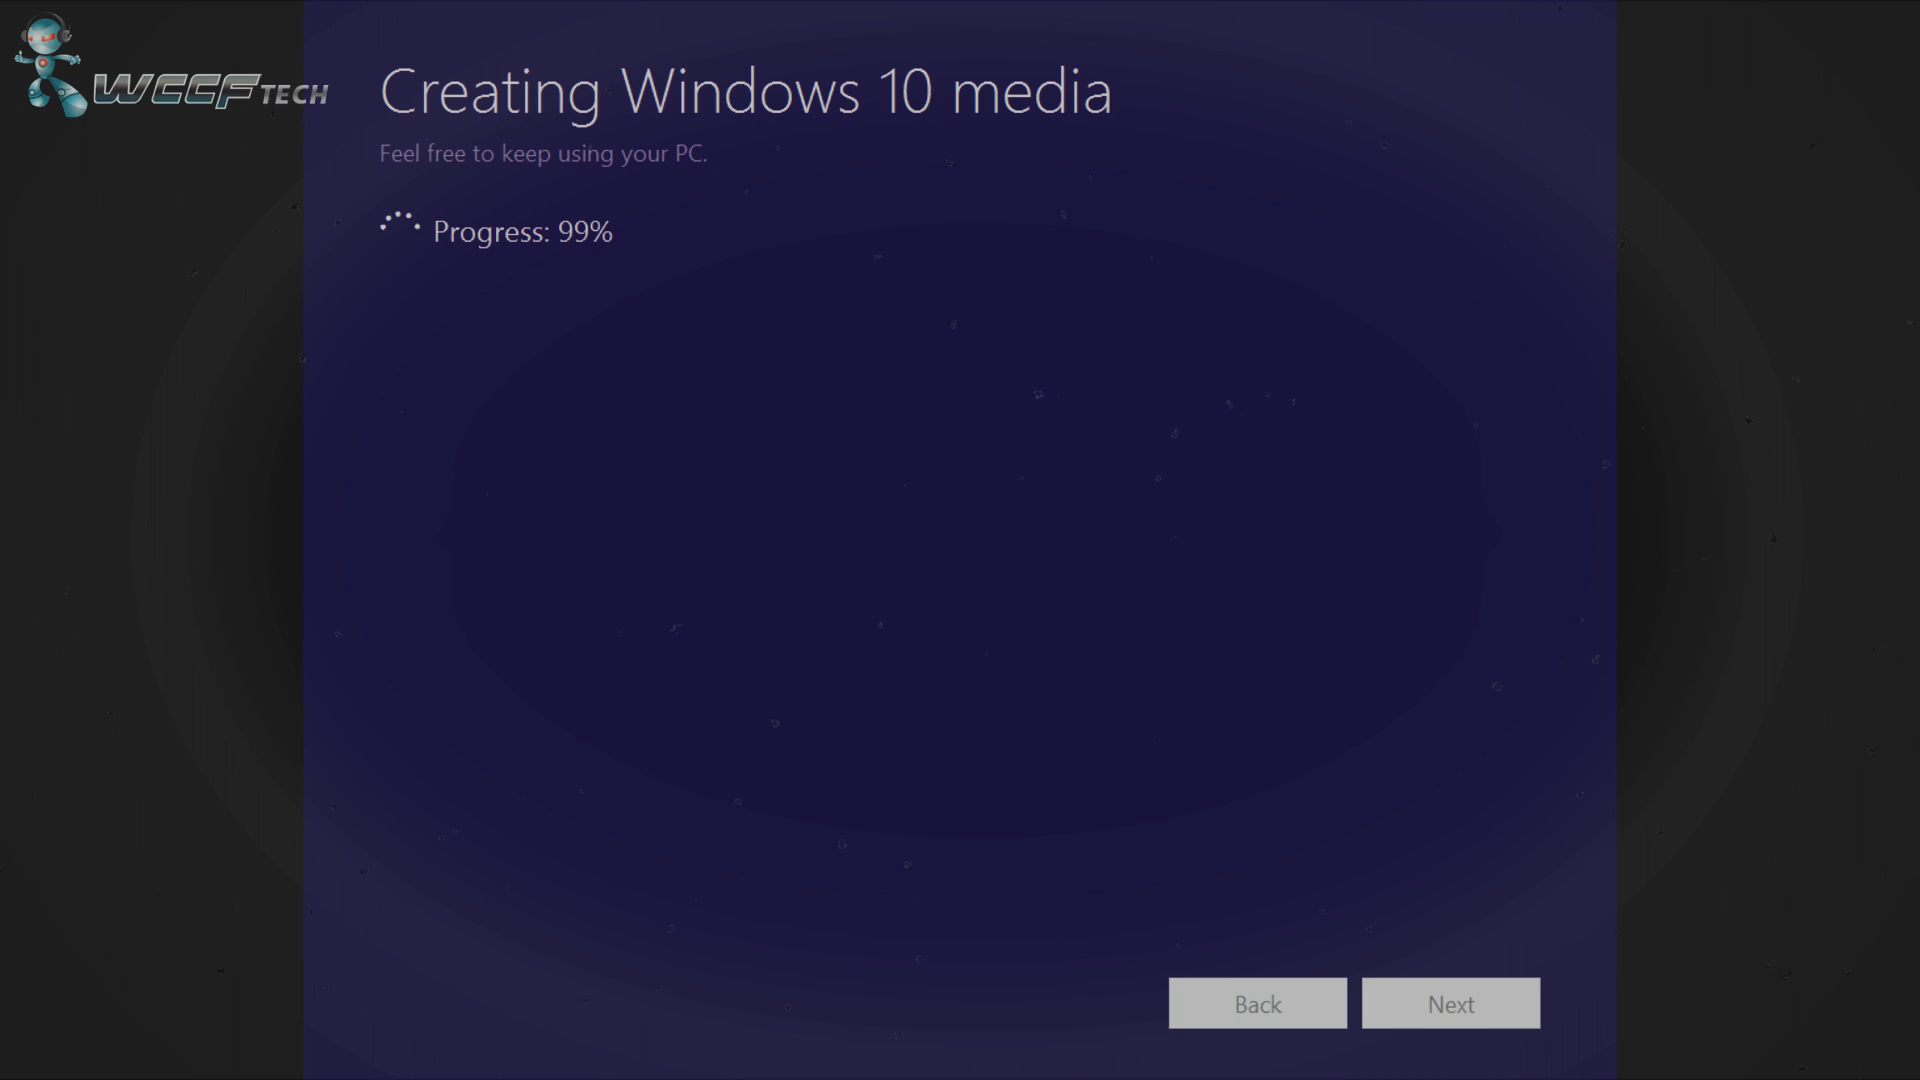 WCCFTECH
Creating Windows 10 media
Feel free to keep using your PC.
Progress: 99%
Back
Next